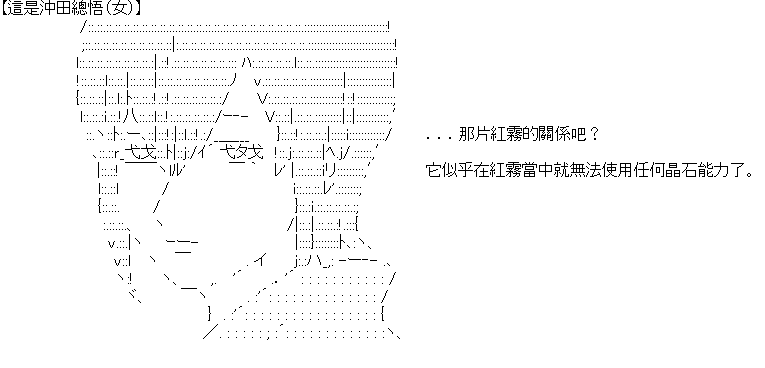 【這是沖田總悟（女）】
...那片紅霧的關係吧？
它似乎在紅霧當中就無法使用任何晶石能力了。